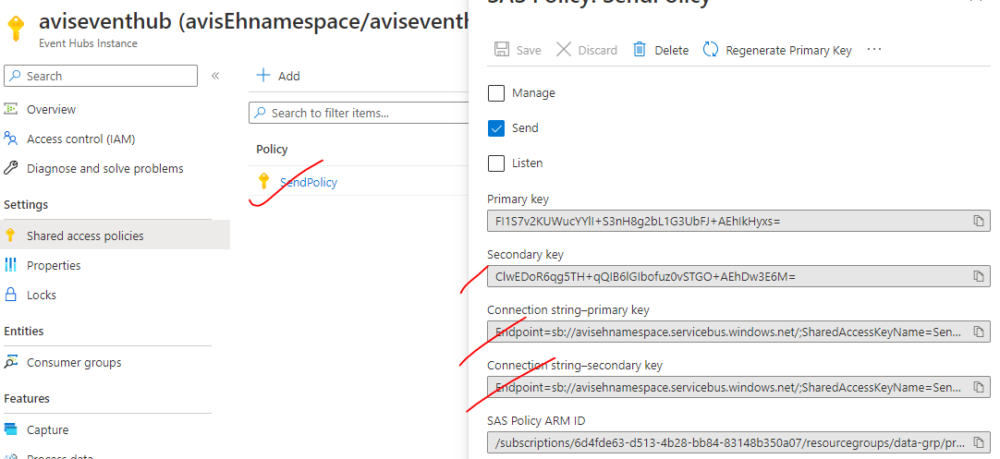 aviseventhub (avisEhnamespace/aviseventh
Event Hubs Instance
Search
«
Overview
Access control (IAM)
Diagnose and solve problems
Settings
Shared access policies
Properties
Locks
Entities
Consumer groups
Features
Capture
Process data
Add
Search to filter items...
Policy
SendPolicy
SAS Policy: SendPolicy
Save
Discard
Delete
Regenerate Primary Key
...
Manage
Send
Listen
Primary key
FI1S7v2KUWucYYlI+S3nH8g2bL1G3UbFJ+AEhIkHyxs=
Secondary key
ClwEDoR6qg5TH+qQIB6lGIbofuz0vSTGO+AEhDw3E6M=
Connection string–primary key
Endpoint=sb://avisehnamespace.servicebus.windows.net/;SharedAccessKeyName=Sen...
Connection string–secondary key
Endpoint=sb://avisehnamespace.servicebus.windows.net/;SharedAccessKeyName=Sen...
SAS Policy ARM ID
/subscriptions/6d4fde63-d513-4b28-bb84-83148b350a07/resourcegroups/data-grp/pr...